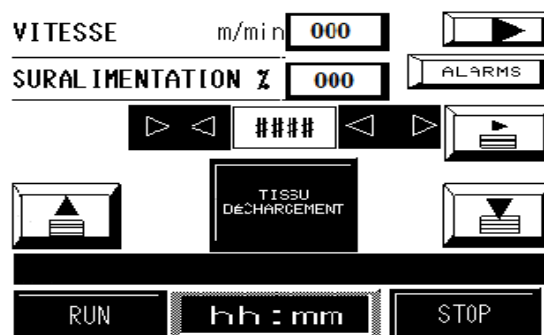 VITESSE m/min 000
SURALIMENTATION % 000
ALARMS
####
TISSU
DÉCHARGEMENT
RUN hh:mm STOP